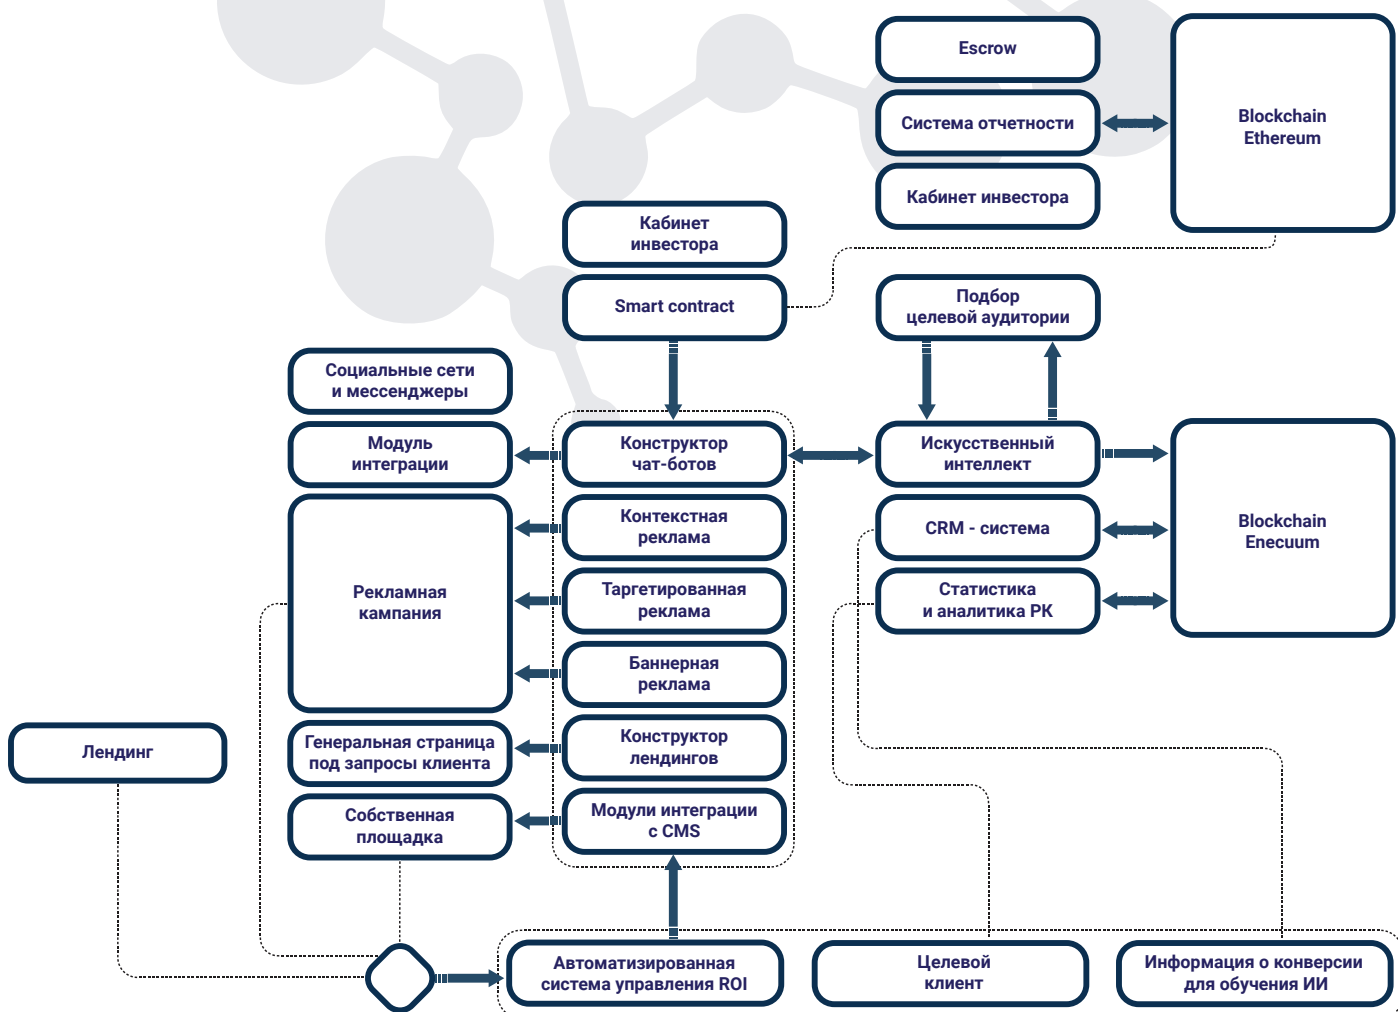 Escrow
Система отчетности
Кабинет инвестора
Blockchain
Ethereum
Кабинет
инвестора
Smart contract
Подбор
целевой аудитории
Социальные сети
и мессенджеры
Модуль
интеграции
Конструктор
чат-ботов
Искусственный
интеллект
Контекстная
реклама
CRM - система
Blockchain
Enecuum
Рекламная
кампания
Таргетированная
реклама
Статистика
и аналитика РК
Баннерная
реклама
Лендинг
Генеральная страница
под запросы клиента
Конструктор
лендингов
Собственная
площадка
Модули интеграции
с CMS
Автоматизированная
система управления ROI
Целевой
клиент
Информация о конверсии
для обучения ИИ